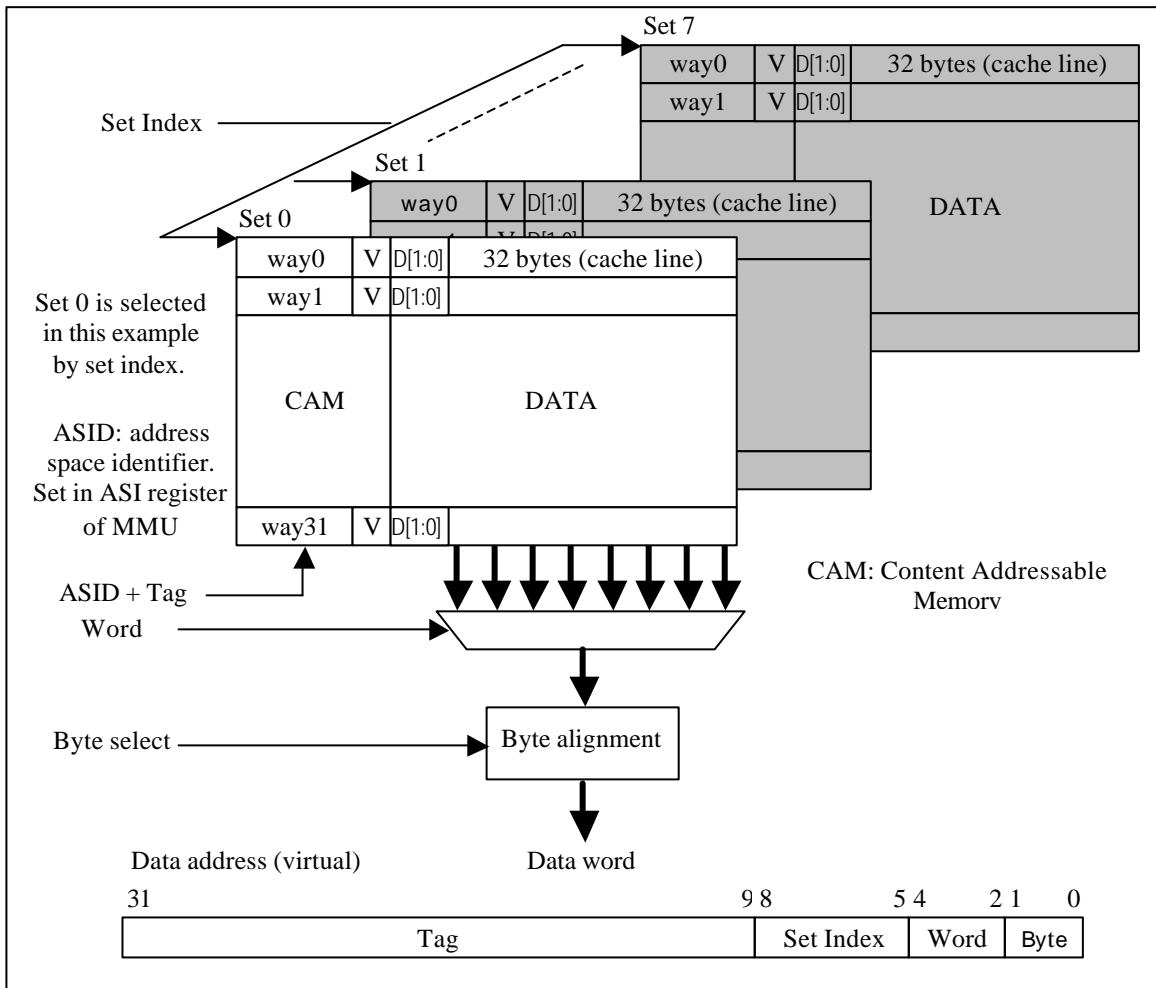 Set 7
way0 V D[1:0] 32 bytes (cache line)
way1 V D[1:0]
DATA
Set Index
Set 1
way0 V D[1:0] 32 bytes (cache line)
V D[1:0]
Set 0
way0 V D[1:0] 32 bytes (cache line)
way1 V D[1:0]
CAM DATA
way31 V D[1:0]
Set 0 is selected
in this example
by set index.
ASID: address
space identifier.
Set in ASI register
of MMU
ASID + Tag
Word
CAM: Content Addressable
Memory
Byte select
Byte alignment
Data address (virtual)
Data word
31 9 8 5 4 2 1 0
Tag Set Index Word Byte